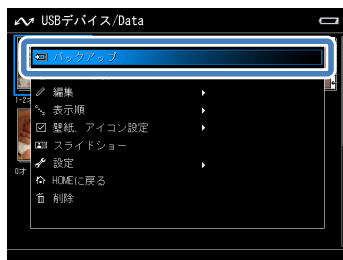 USBデバイス/Data
バックアップ
編集
1-2
表示順
壁紙、アイコン設定
スライドショー
設定
HOMEに戻る
削除